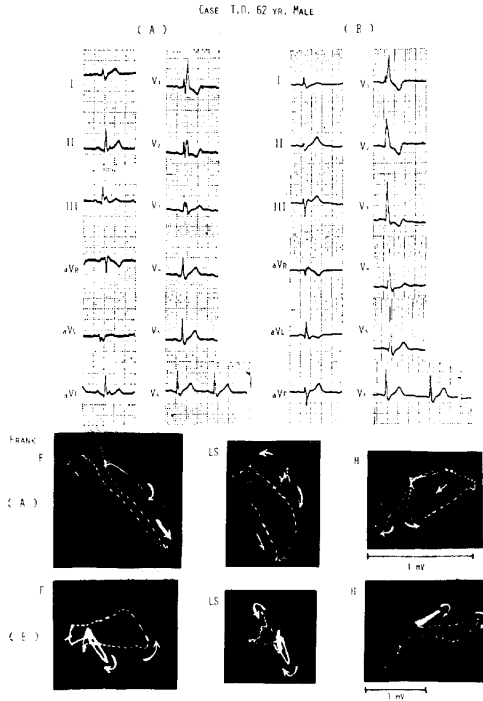 CASE T.O. 62 YR. MALE
( A ) ( B )
I V₁ I V₁
II V₂ II V₂
III V₃ III V₃
aVR V₄ aVR V₄
aVL V₅ aVL V₅
aVF V₆ aVF V₆
FRANK
F LS H
( A )
1 mV
F LS H
( B )
1 mV